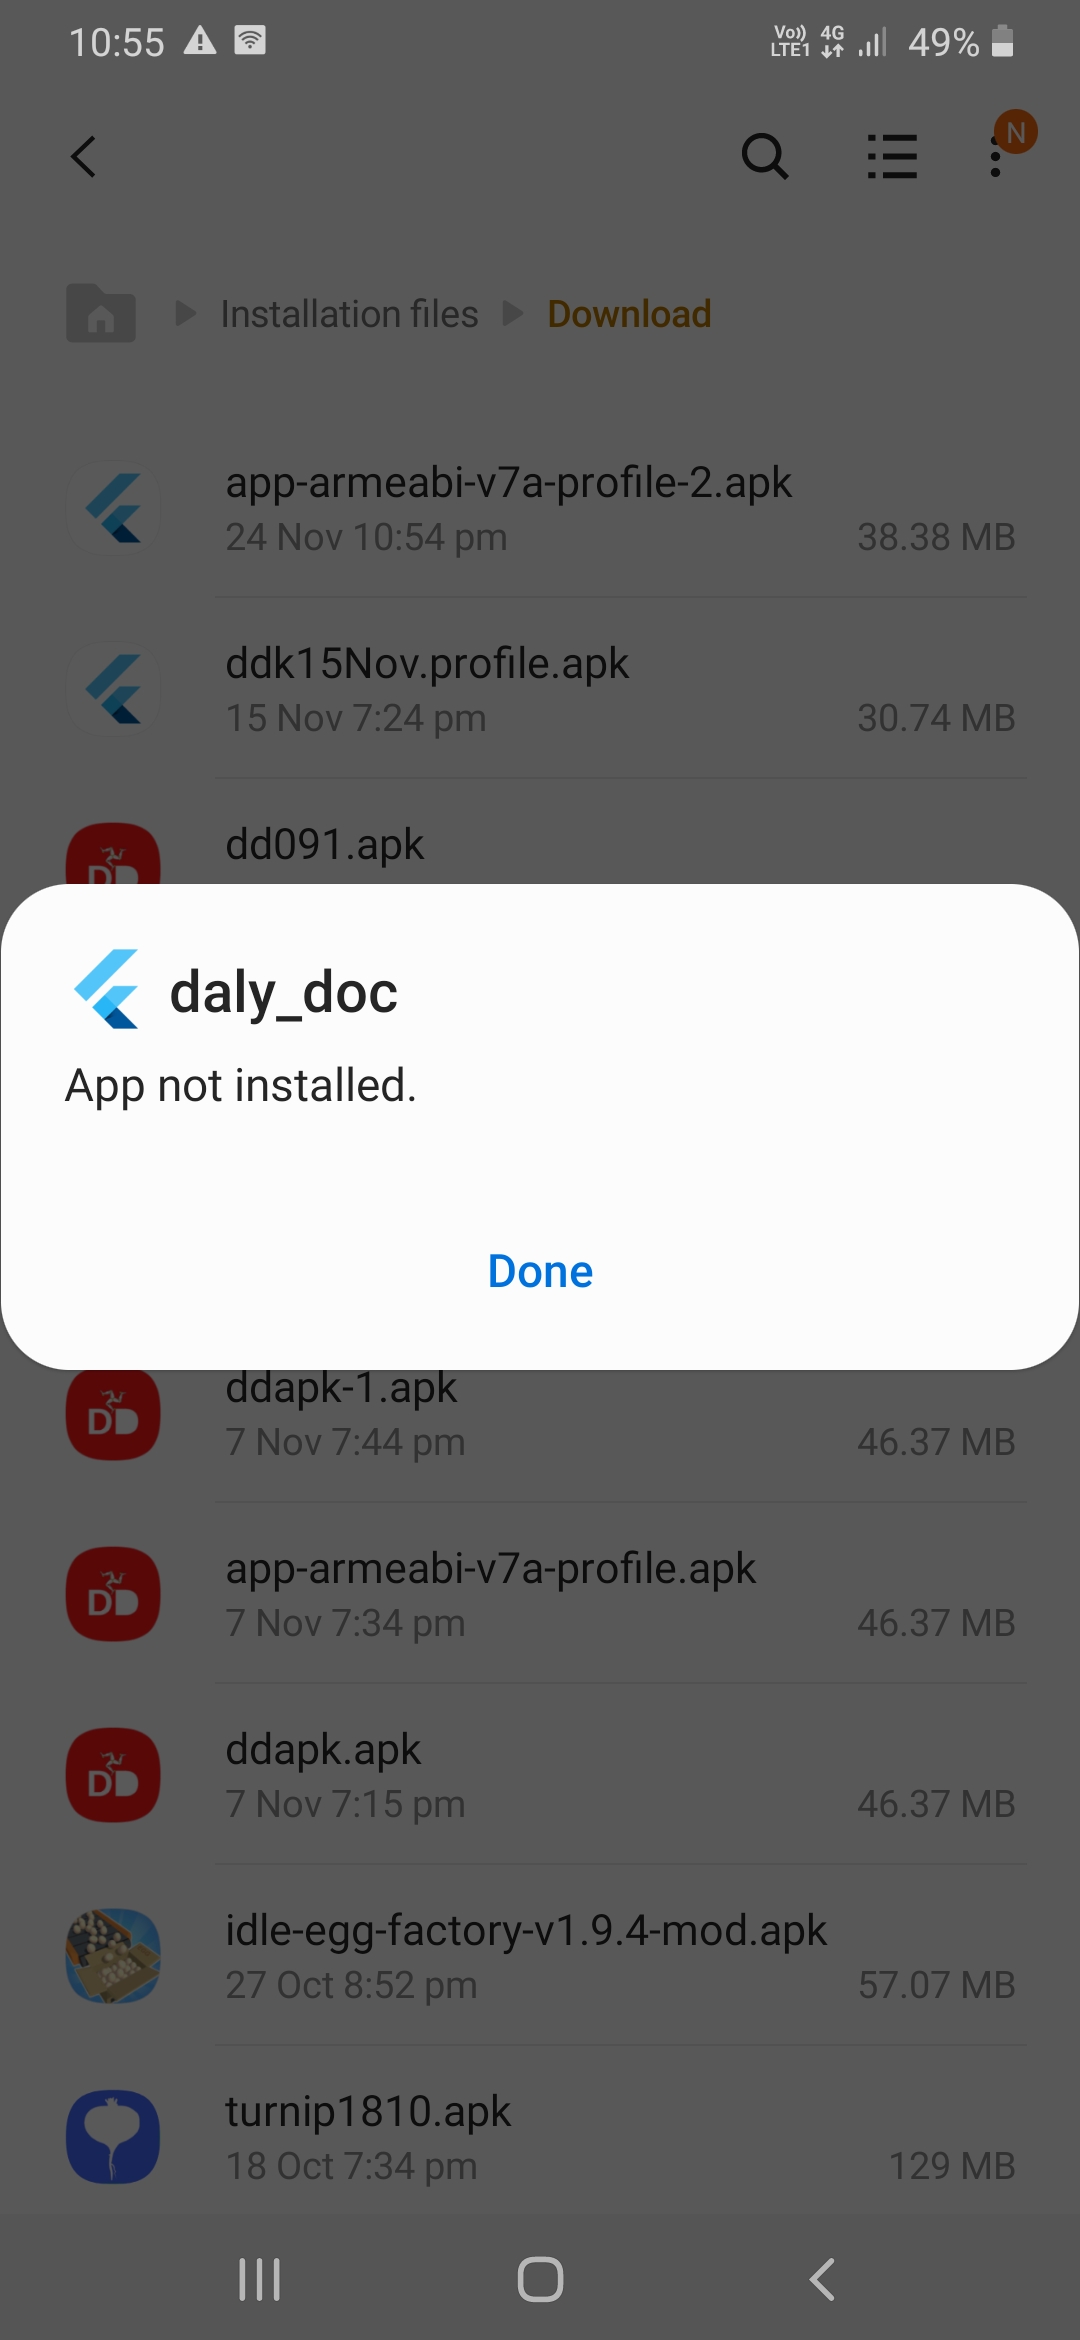 10:55
Vo)) LTE1 4G 49%
N
Installation files Download
app-armeabi-v7a-profile-2.apk
24 Nov 10:54 pm 38.38 MB
ddk15Nov.profile.apk
15 Nov 7:24 pm 30.74 MB
dd091.apk
DD
daly_doc
App not installed.
Done
ddapk-1.apk
DD
7 Nov 7:44 pm 46.37 MB
app-armeabi-v7a-profile.apk
DD
7 Nov 7:34 pm 46.37 MB
ddapk.apk
DD
7 Nov 7:15 pm 46.37 MB
idle-egg-factory-v1.9.4-mod.apk
27 Oct 8:52 pm 57.07 MB
turnip1810.apk
18 Oct 7:34 pm 129 MB